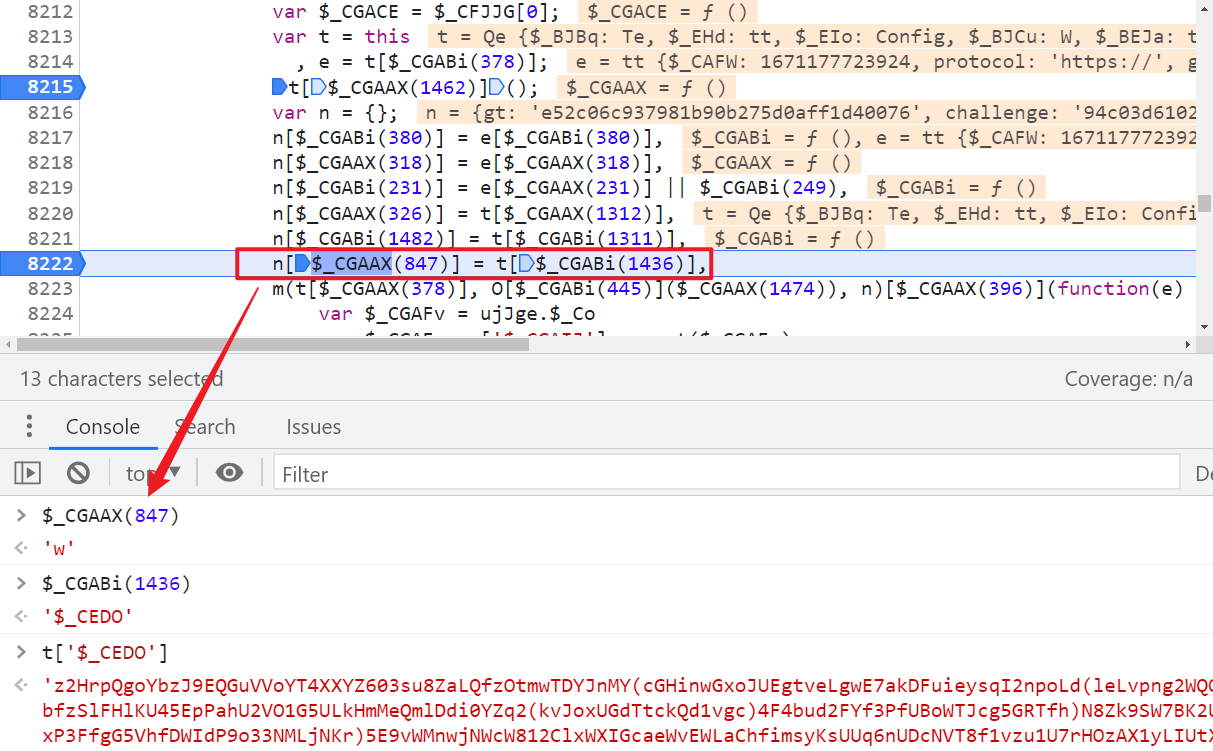 8212 var $_CGACE = $_CFJJG[0]; $_CGACE = ƒ ()
8213 var t = this t = Qe {$_BJBq: Te, $_EHd: tt, $_EIo: Config, $_BJCu: W, $_BEJa: t
8214 , e = t[$_CGABi(378)]; e = tt {$_CAFW: 1671177723924, protocol: 'https://', g
8215 t[$_CGAAX(1462)](); $_CGAAX = ƒ ()
8216 var n = {}; n = {gt: 'e52c06c937981b90b275d0aff1d40076', challenge: '94c03d6102
8217 n[$_CGABi(380)] = e[$_CGABi(380)], $_CGABi = ƒ (), e = tt {$_CAFW: 167117772392
8218 n[$_CGAAX(318)] = e[$_CGAAX(318)], $_CGAAX = ƒ ()
8219 n[$_CGABi(231)] = e[$_CGAAX(231)] || $_CGABi(249), $_CGABi = ƒ ()
8220 n[$_CGAAX(326)] = t[$_CGAAX(1312)], t = Qe {$_BJBq: Te, $_EHd: tt, $_EIo: Confi
8221 n[$_CGABi(1482)] = t[$_CGABi(1311)], $_CGABi = ƒ ()
8222 n[$_CGAAX(847)] = t[$_CGABi(1436)],
8223 m(t[$_CGAAX(378)], O[$_CGABi(445)]($_CGAAX(1474)), n)[$_CGAAX(396)](function(e)
8224 var $_CGAFv = ujJge.$_Co
13 characters selected
Coverage: n/a
Console Search Issues
top Filter
> $_CGAAX(847)
'w'
> $_CGABi(1436)
'$_CEDO'
> t['$_CEDO']
'z2HrpQgoYbzJ9EQGuVVoYT4XXYZ603su8ZaLQfzOtmwTDYJnMY(cGHinwGxoJUEgtveLgwE7akDFuieysqI2npoLd(leLvpng2WQ
bfzSlFHlKU45EpPahU2VO1G5ULkHmMeQmlDdi0YZq2(kvJoxUGdTtckQd1vgc)4F4bud2FYf3PfUBoWTJcg5GRTfh)N8Zk9SW7BK2
xP3FfgG5VhfDWIdP9o33NMLjNKr)5E9vWMnwjNWcW812ClxWXIGcaeWvEWLaChfimsyKsUUq6nUDcNVT8f1vzu1U7rHOzAX1yLIUt